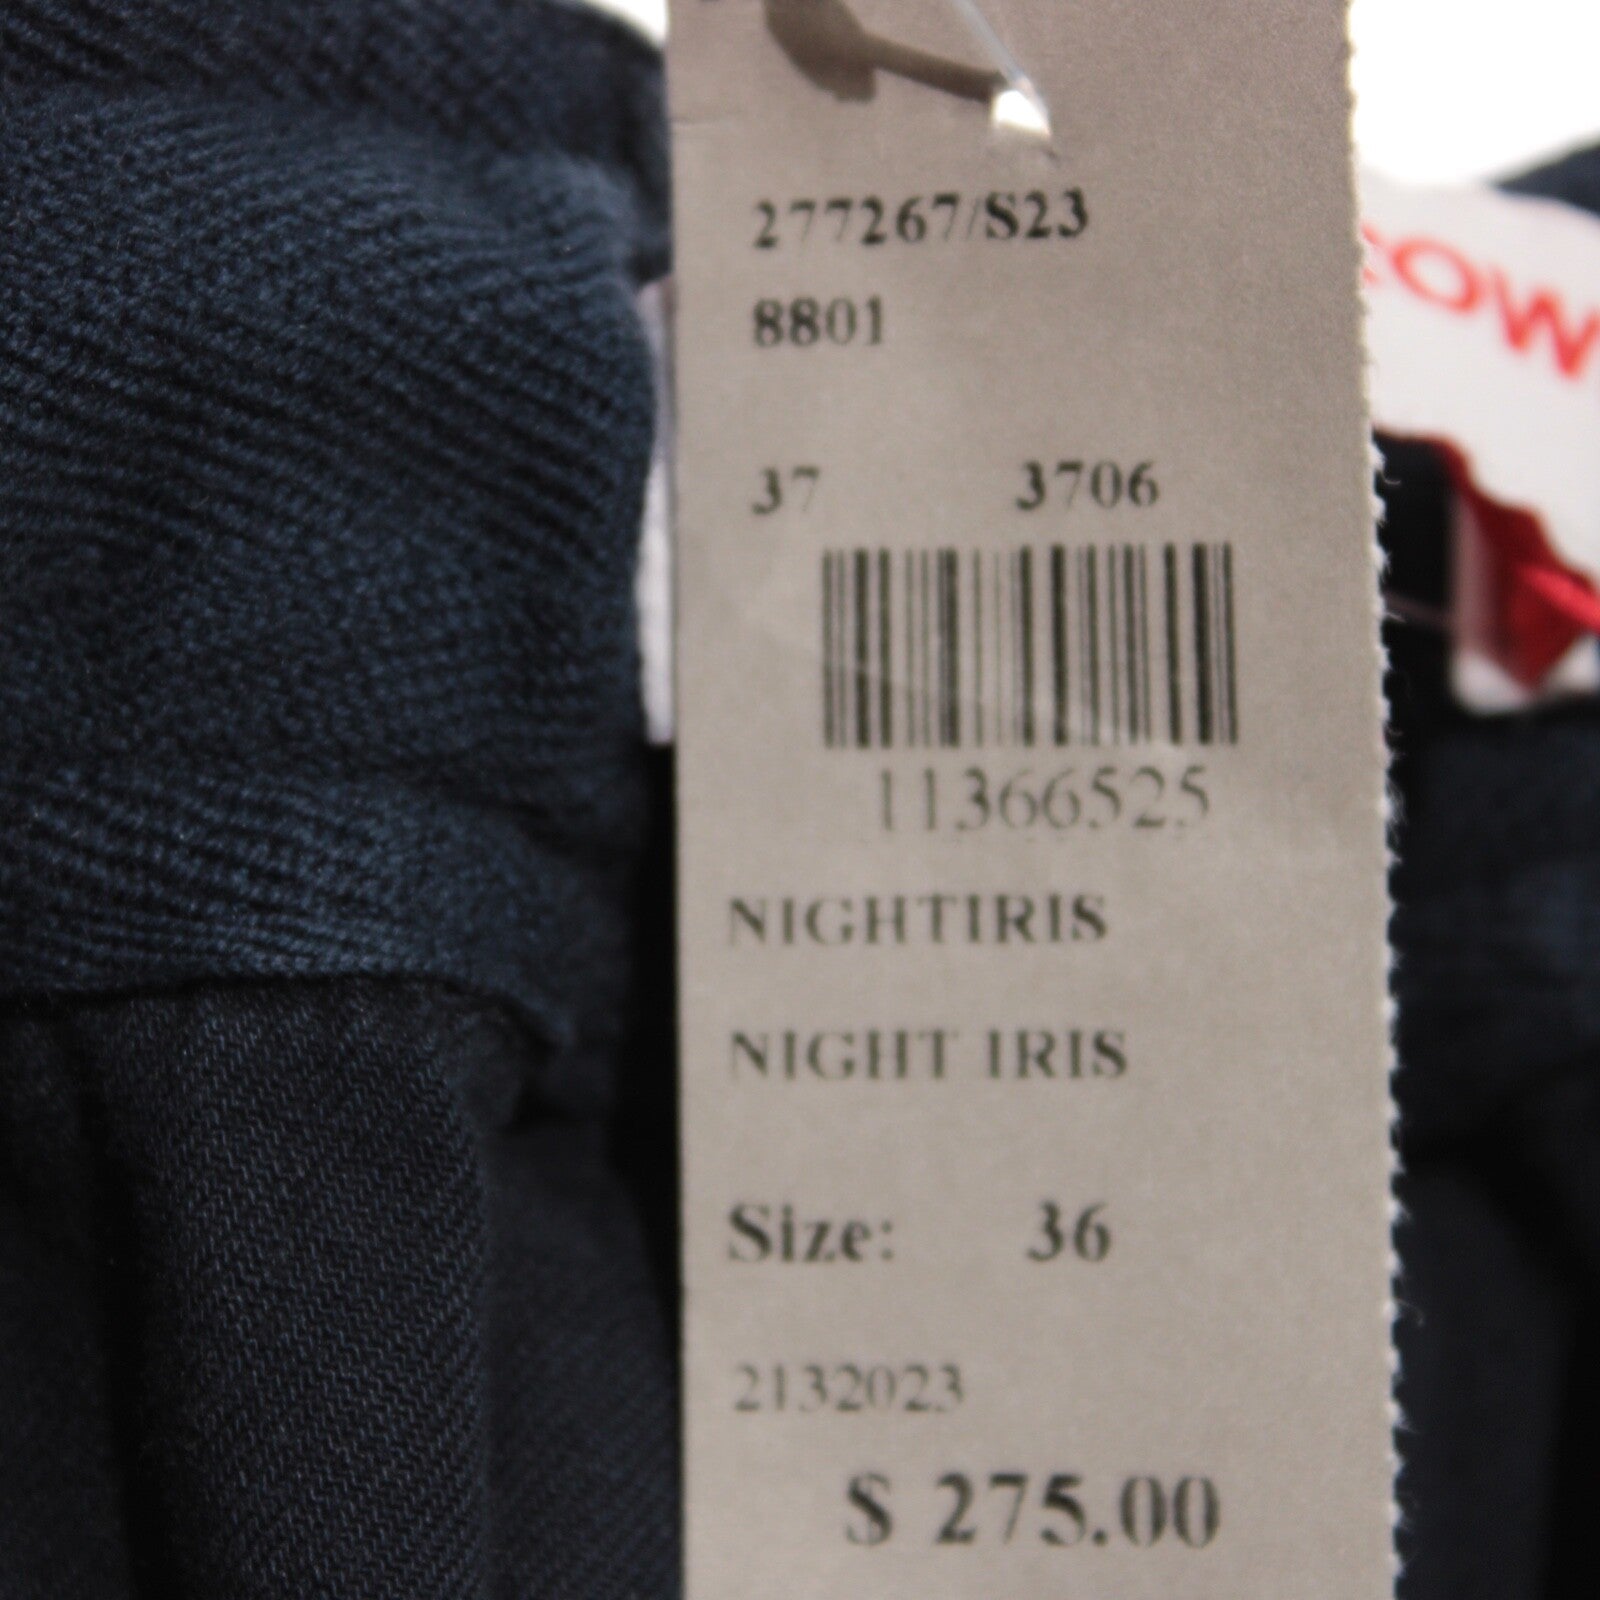 277267/S23
8801
37 3706
11366525
NIGHTIRIS
NIGHT IRIS
Size: 36
2132023
$ 275.00